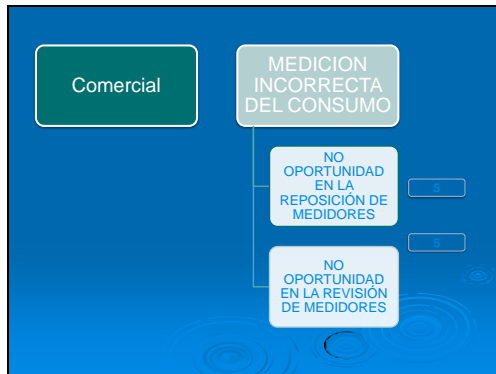 Comercial
MEDICION
INCORRECTA
DEL CONSUMO
NO
OPORTUNIDAD
EN LA
REPOSICIÓN DE
MEDIDORES
5
5
NO
OPORTUNIDAD
EN LA REVISIÓN
DE MEDIDORES